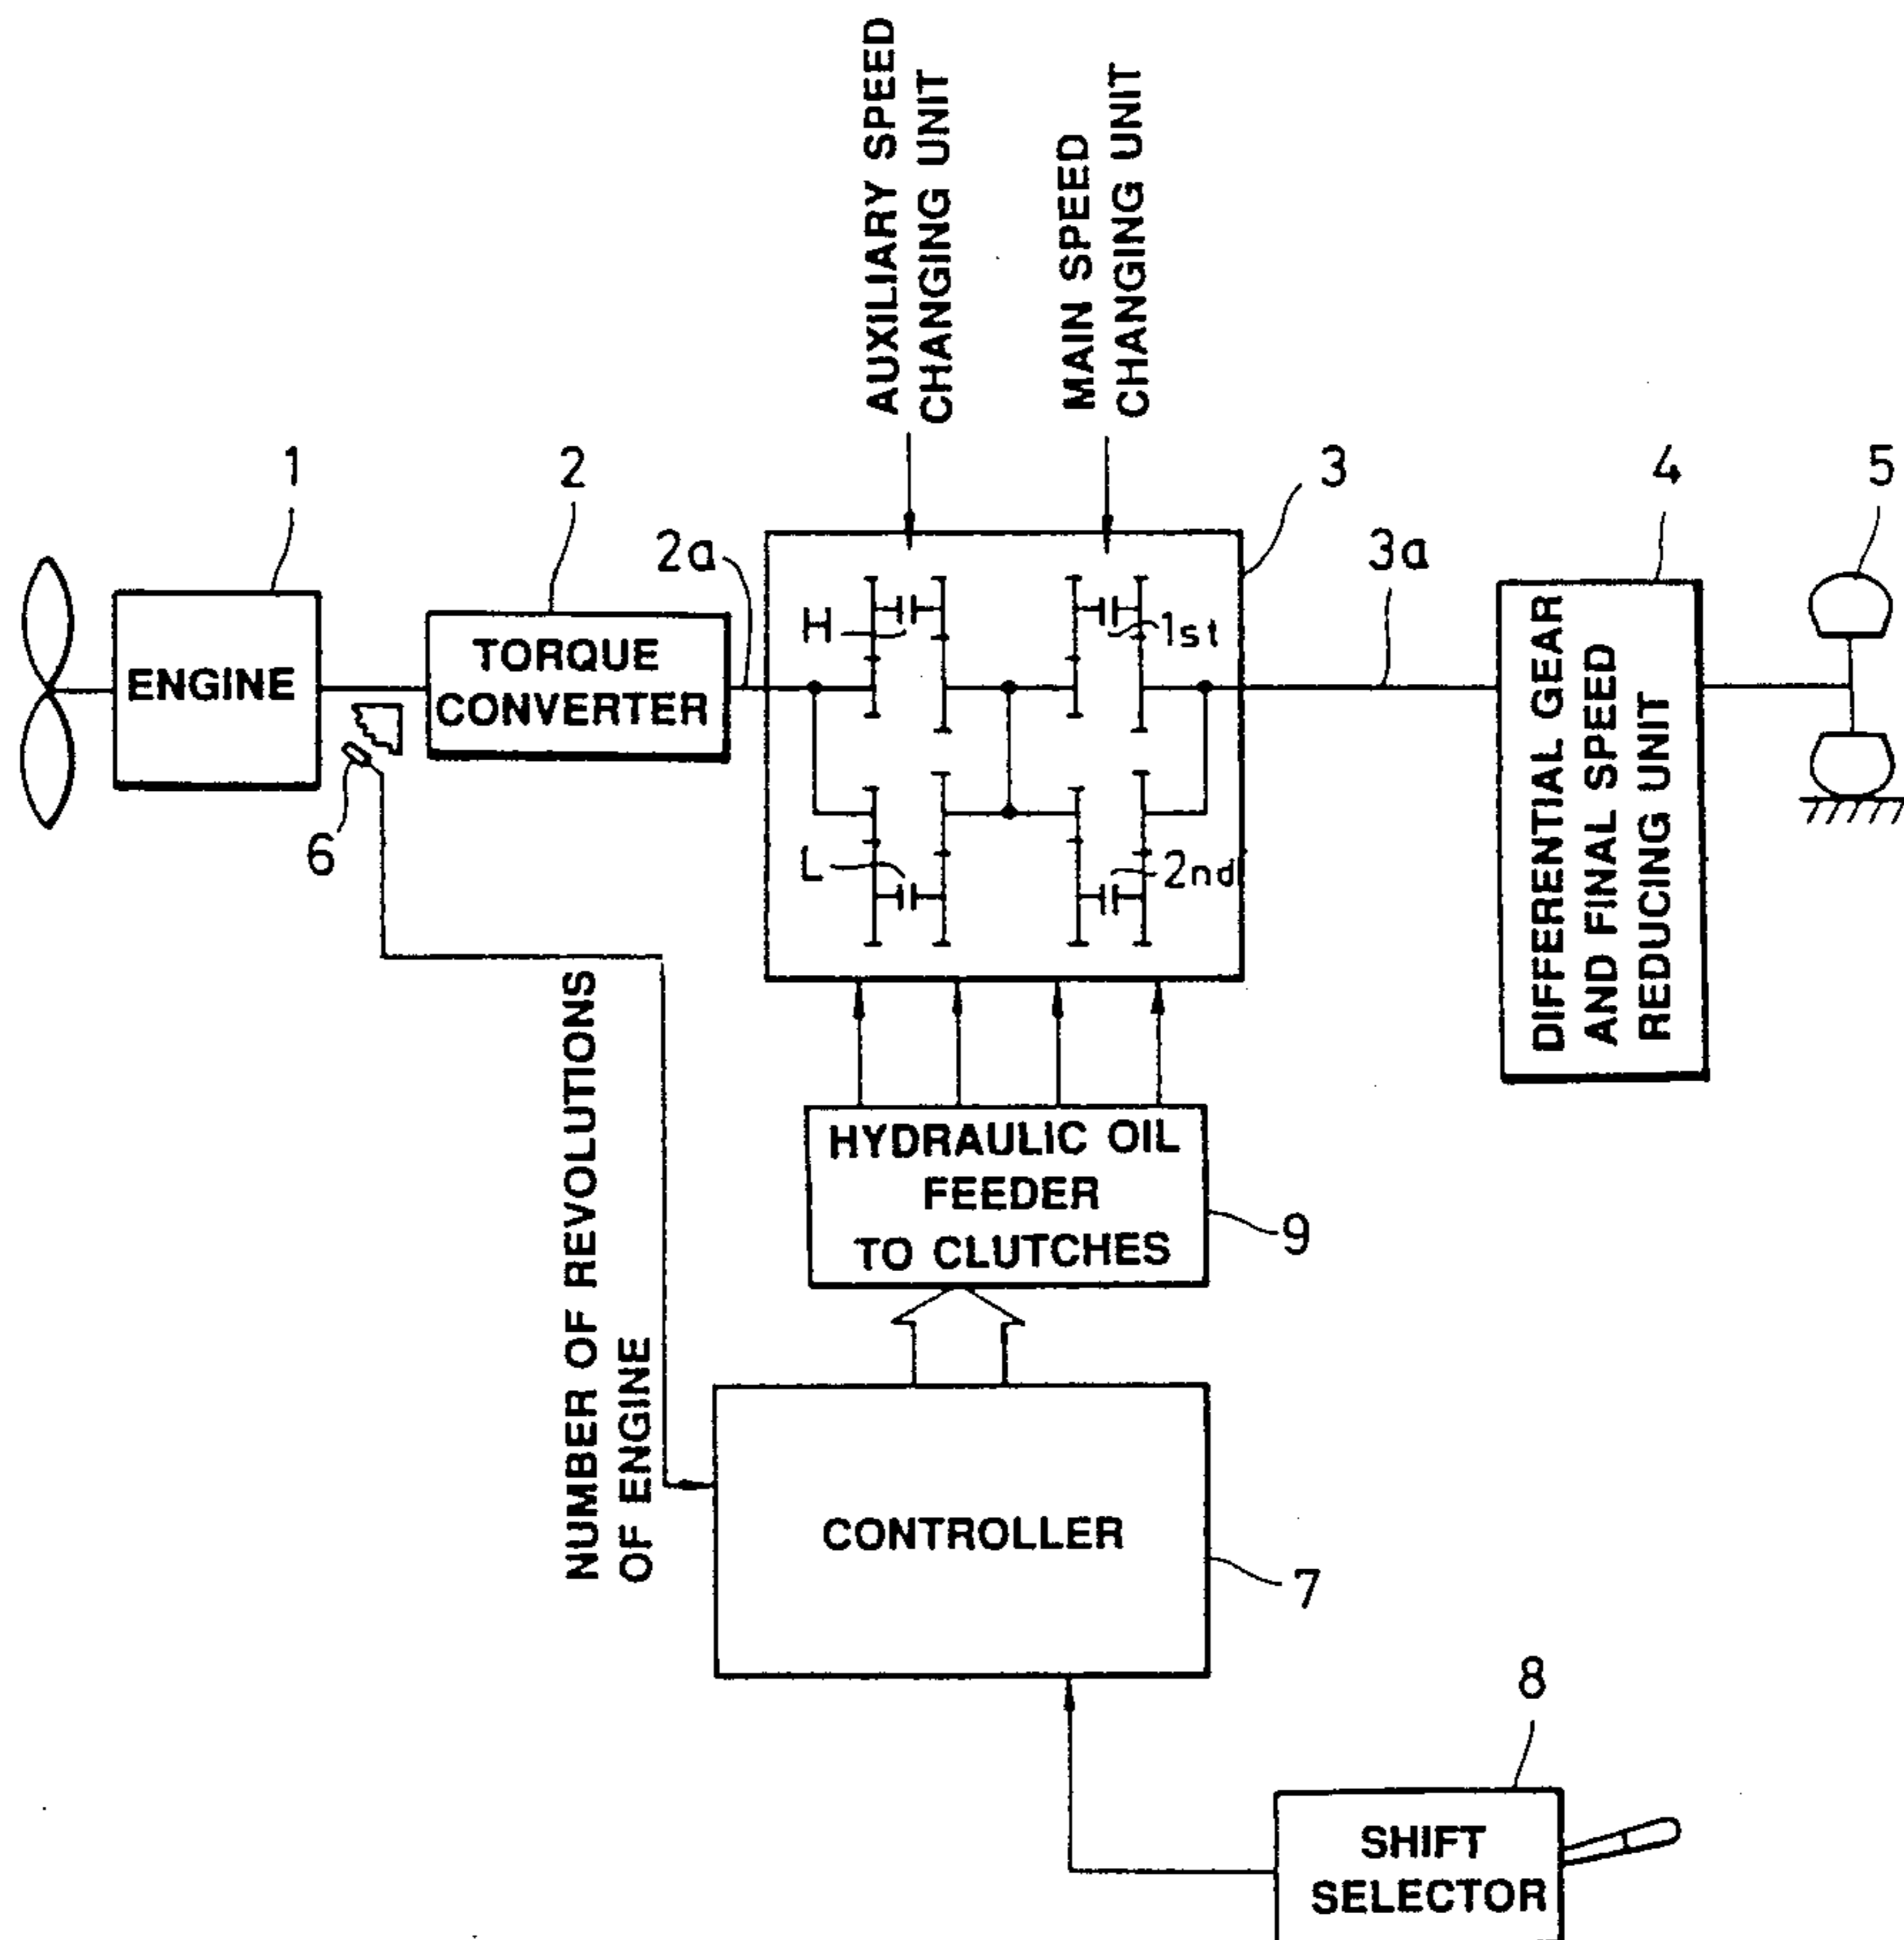 AUXILIARY SPEED
CHANGING UNIT
MAIN SPEED
CHANGING UNIT
1
2
2a
3
3a
4
5
ENGINE
TORQUE
CONVERTER
H
1st
L
2nd
DIFFERENTIAL GEAR
AND FINAL SPEED
REDUCING UNIT
6
NUMBER OF REVOLUTIONS
OF ENGINE
HYDRAULIC OIL
FEEDER
TO CLUTCHES
9
CONTROLLER
7
8
SHIFT
SELECTOR